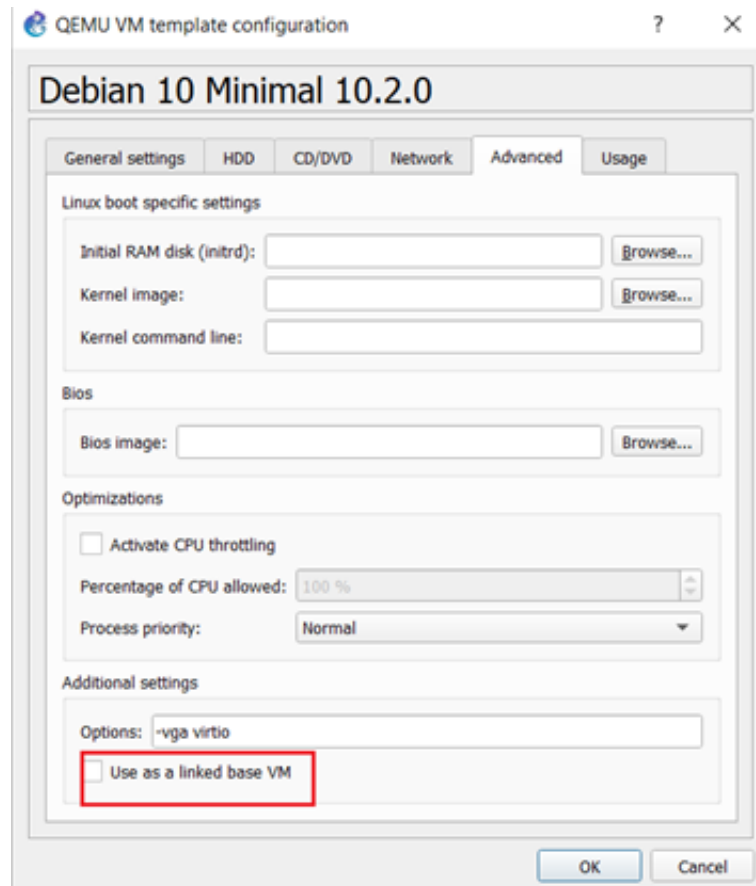 QEMU VM template configuration ? ×
Debian 10 Minimal 10.2.0
General settings HDD CD/DVD Network Advanced Usage
Linux boot specific settings
Initial RAM disk (initrd): Browse...
Kernel image: Browse...
Kernel command line:
Bios
Bios image: Browse...
Optimizations
Activate CPU throttling
Percentage of CPU allowed: 100 %
Process priority: Normal
Additional settings
Options: -vga virtio
Use as a linked base VM
OK Cancel